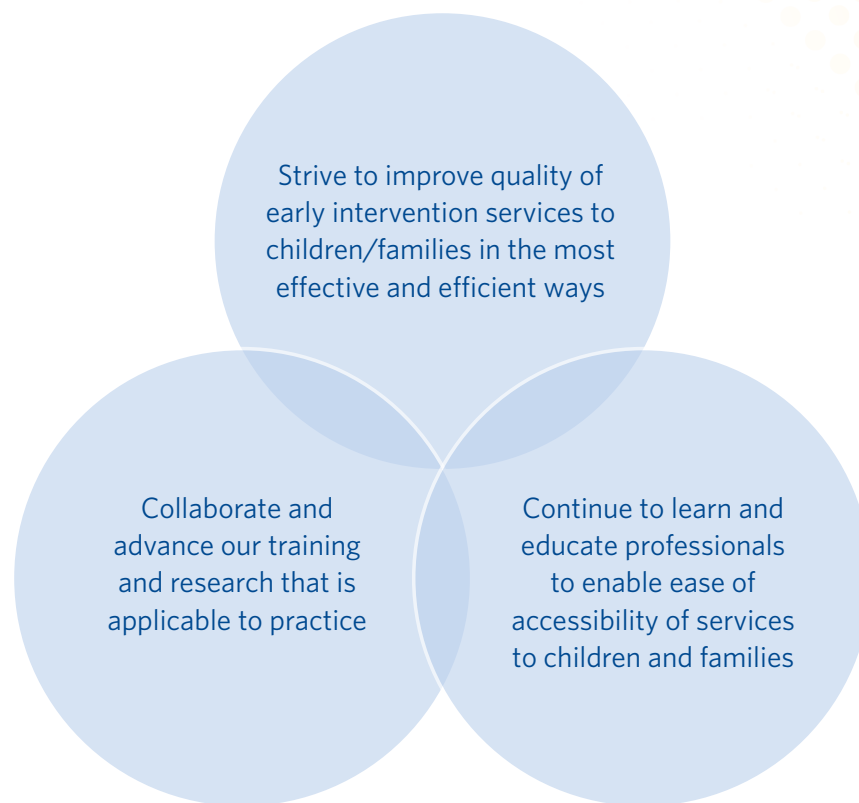 Strive to improve quality of
early intervention services to
children/families in the most
effective and efficient ways
Collaborate and
advance our training
and research that is
applicable to practice
Continue to learn and
educate professionals
to enable ease of
accessibility of services
to children and families